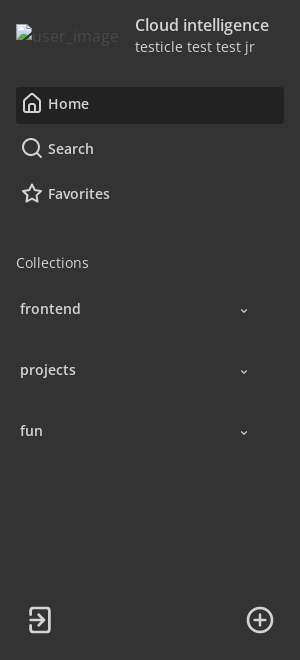 Cloud intelligence
user_image
testicle test test jr
Home
Search
Favorites
Collections
frontend
projects
fun